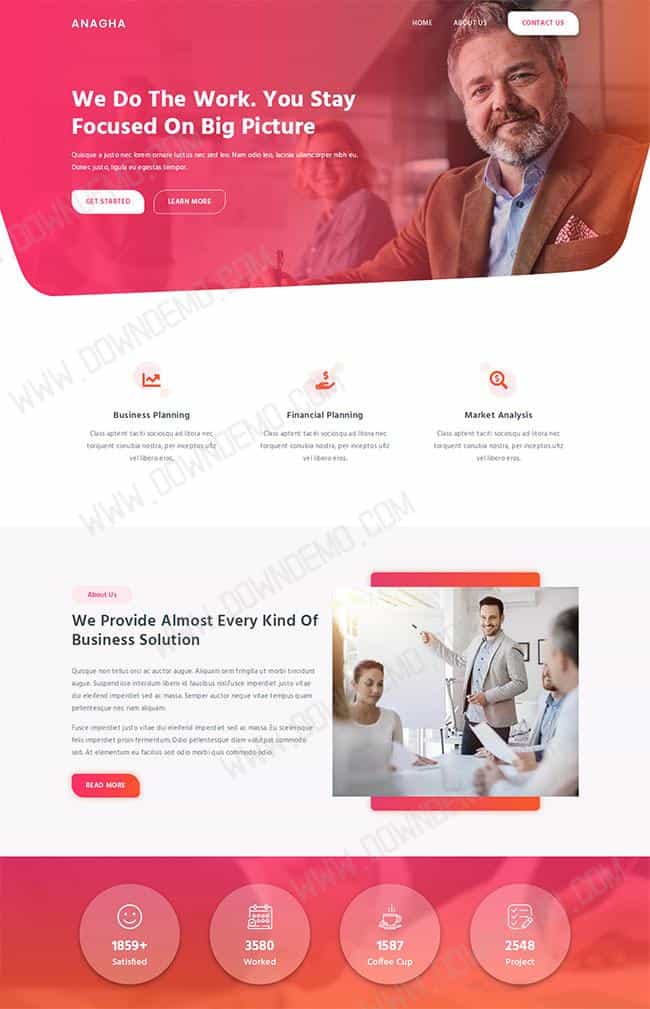 ANAGHA
HOME
ABOUT US
CONTACT US
We Do The Work. You Stay
Focused On Big Picture
Quisque a justo nec lorem ornare luctus nec sed leo. Nam odio leo, lacinia ullamcorper nibh eu.
Donec justo, ligula eu egestas tempor.
GET STARTED
LEARN MORE
Business Planning
Class aptent taciti sociosqu ad litora nec
torquent conubia nostra, per inceptos ufiz
vel libero eros.
Financial Planning
Class aptent taciti sociosqu ad litora nec
torquent conubia nostra, per inceptos ufiz
vel libero eros.
Market Analysis
Class aptent taciti sociosqu ad litora nec
torquent conubia nostra, per inceptos ufiz
vel libero eros.
About Us
We Provide Almost Every Kind Of
Business Solution
Quisque non tellus orci ac auctor augue. Aliquam sem fringilla ut morbi tincidunt
augue. Suspendisse interdum libero id faucibus nisl fusce imperdiet justo vitae
dui eleifend imperdiet sed ac massa. Semper auctor neque vitae tempus quam
pellentesque nec nam aliquam.
Fusce imperdiet justo vitae dui eleifend imperdiet sed ac massa. Eu scelerisque
felis imperdiet proin fermentum. Odio pellentesque diam volutpat commodo
sed. At elementum eu facilisis sed odio morbi quis commodo odio.
READ MORE
1859+
Satisfied
3580
Worked
1587
Coffee Cup
2548
Project
WWW.DOWNDEMO.COM
WWW.DOWNDEMO.COM
WWW.DOWNDEMO.COM
WWW.DOWNDEMO.COM
WWW.DOWNDEMO.COM